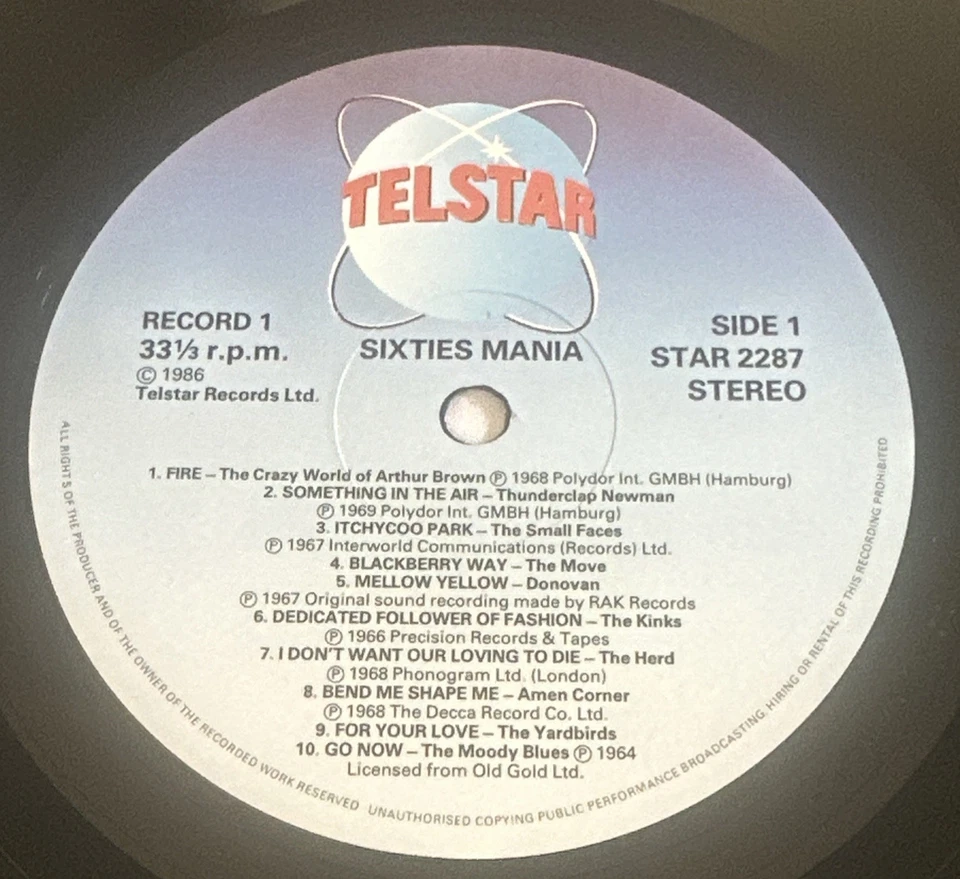 TELSTAR
RECORD 1
33⅓ r.p.m.
Ⓒ 1986
Telstar Records Ltd.
SIXTIES MANIA
SIDE 1
STAR 2287
STEREO
1. FIRE – The Crazy World of Arthur Brown Ⓟ 1968 Polydor Int. GMBH (Hamburg)
2. SOMETHING IN THE AIR – Thunderclap Newman
Ⓟ 1969 Polydor Int. GMBH (Hamburg)
3. ITCHYCOO PARK – The Small Faces
Ⓟ 1967 Interworld Communications (Records) Ltd.
4. BLACKBERRY WAY – The Move
5. MELLOW YELLOW – Donovan
Ⓟ 1967 Original sound recording made by RAK Records
6. DEDICATED FOLLOWER OF FASHION – The Kinks
Ⓟ 1966 Precision Records & Tapes
7. I DON'T WANT OUR LOVING TO DIE – The Herd
Ⓟ 1968 Phonogram Ltd. (London)
8. BEND ME SHAPE ME – Amen Corner
Ⓟ 1968 The Decca Record Co. Ltd.
9. FOR YOUR LOVE – The Yardbirds
10. GO NOW – The Moody Blues Ⓟ 1964
Licensed from Old Gold Ltd.
ALL RIGHTS OF THE PRODUCER AND OF THE OWNER OF THE RECORDED WORK RESERVED UNAUTHORISED COPYING PUBLIC PERFORMANCE BROADCASTING. HIRING OR RENTAL OF THIS RECORDING PROHIBITED